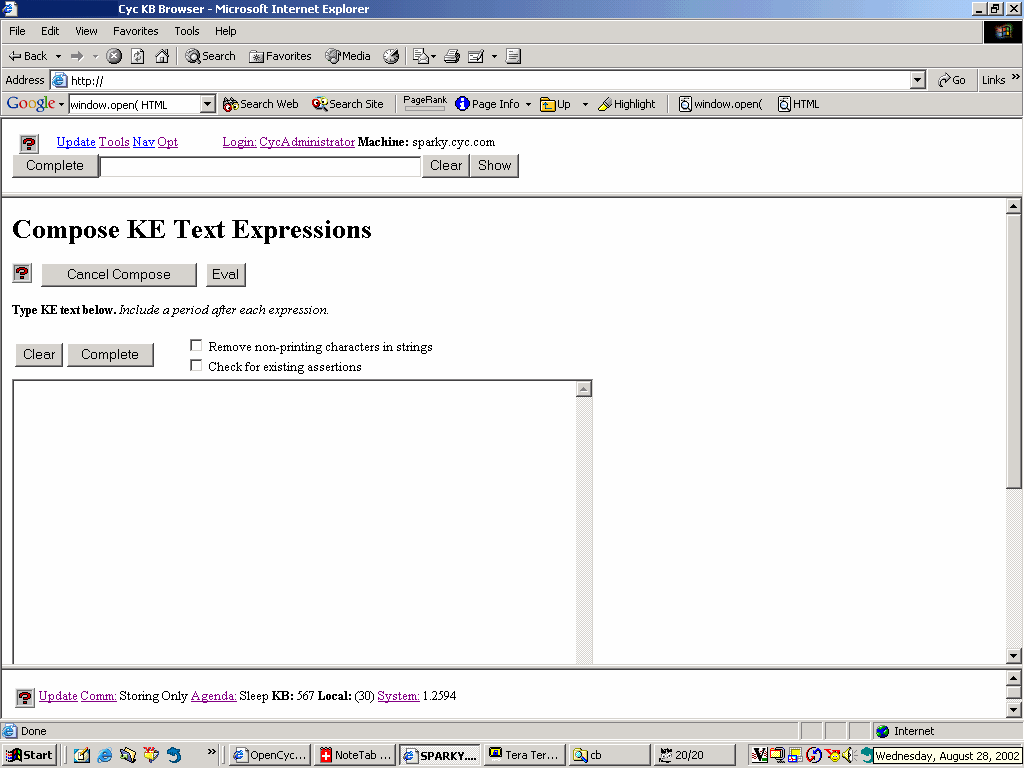 Cyc KB Browser - Microsoft Internet Explorer
File Edit View Favorites Tools Help
Back Search Favorites Media
Address http:// Go Links »
Google window.open( HTML Search Web Search Site PageRank Page Info Up Highlight window.open( HTML
? Update Tools Nav Opt Login: CycAdministrator Machine: sparky.cyc.com
Complete Clear Show
Compose KE Text Expressions
? Cancel Compose Eval
Type KE text below. Include a period after each expression.
Remove non-printing characters in strings
Clear Complete
Check for existing assertions
? Update Comm: Storing Only Agenda: Sleep KB: 567 Local: (30) System: 1.2594
Done Internet
Start » OpenCyc... NoteTab ... SPARKY.... Tera Ter... cb 20/20 Wednesday, August 28, 2002